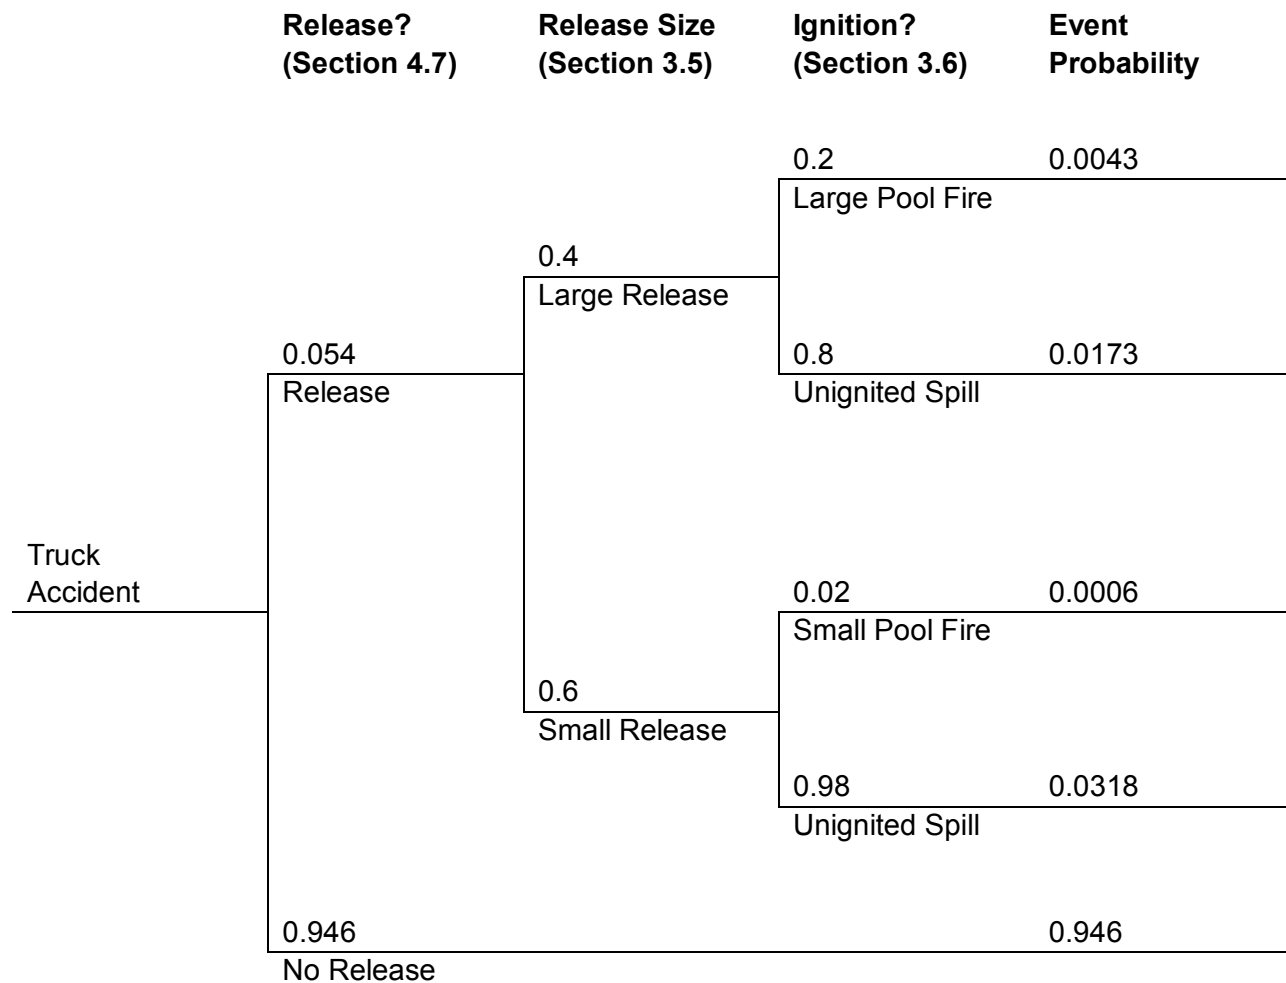 Release?
(Section 4.7)
Release Size
(Section 3.5)
Ignition?
(Section 3.6)
Event
Probability
0.2
0.0043
Large Pool Fire
0.4
Large Release
0.054
Release
0.8
0.0173
Unignited Spill
Truck
Accident
0.02
0.0006
Small Pool Fire
0.6
Small Release
0.98
0.0318
Unignited Spill
0.946
0.946
No Release